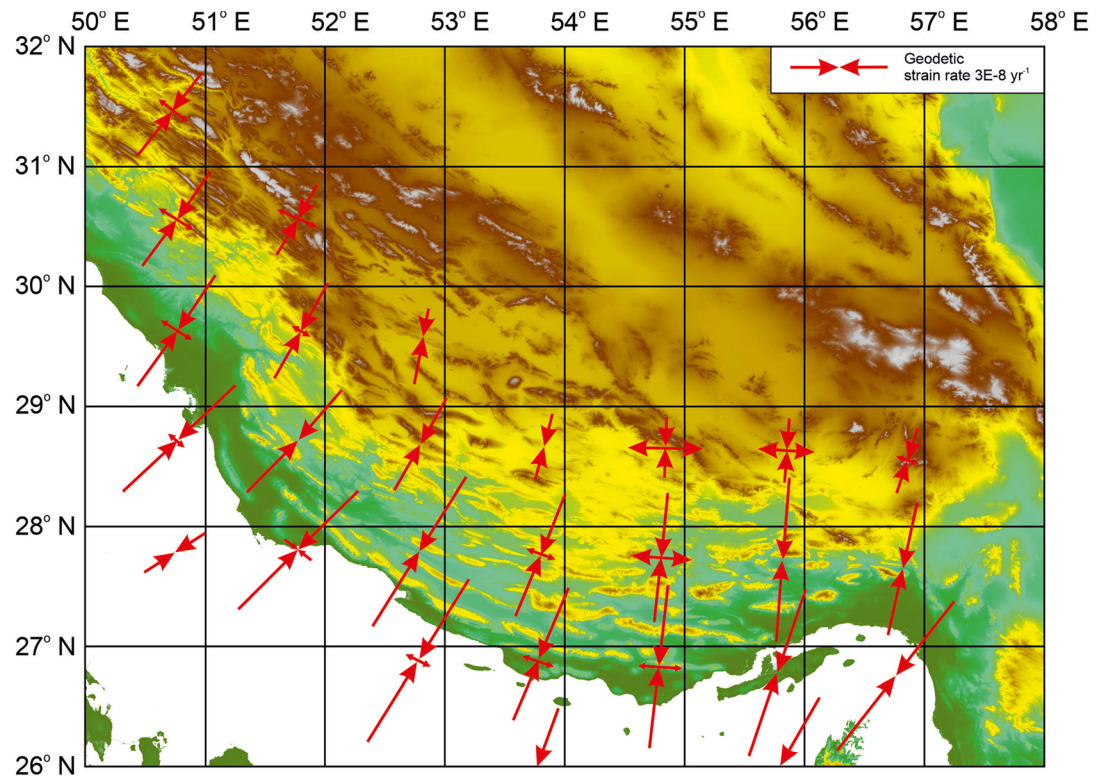 50° E 51° E 52° E 53° E 54° E 55° E 56° E 57° E 58° E
32° N
Geodetic
strain rate 3E-8 yr⁻¹
31° N
30° N
29° N
28° N
27° N
26° N